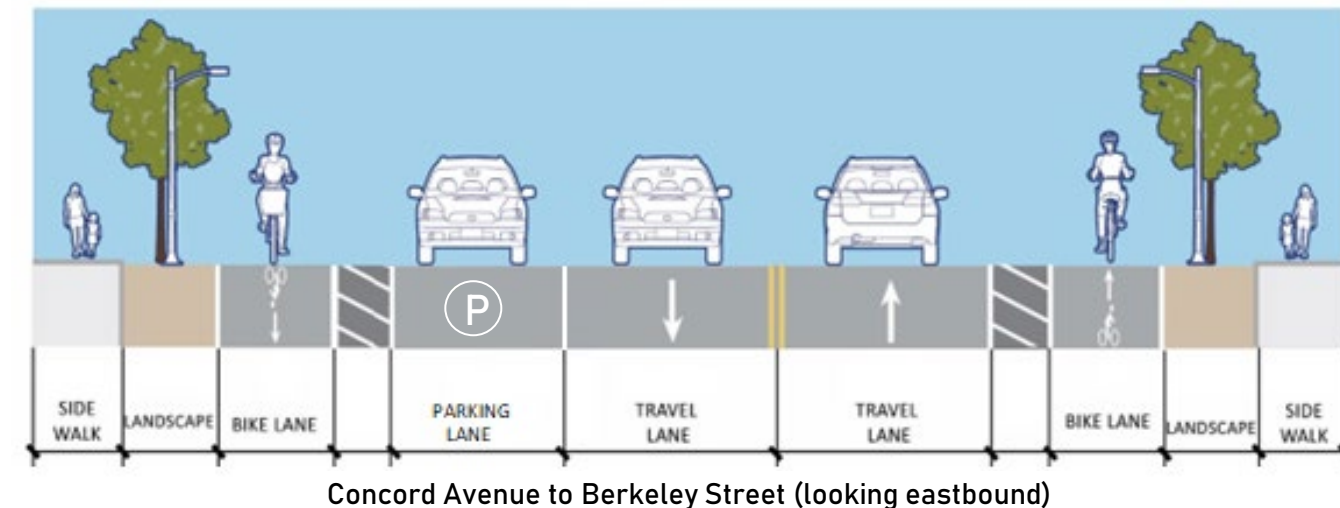 P
SIDE
WALK
LANDSCAPE
BIKE LANE
PARKING
LANE
TRAVEL
LANE
TRAVEL
LANE
BIKE LANE
LANDSCAPE
SIDE
WALK
Concord Avenue to Berkeley Street (looking eastbound)